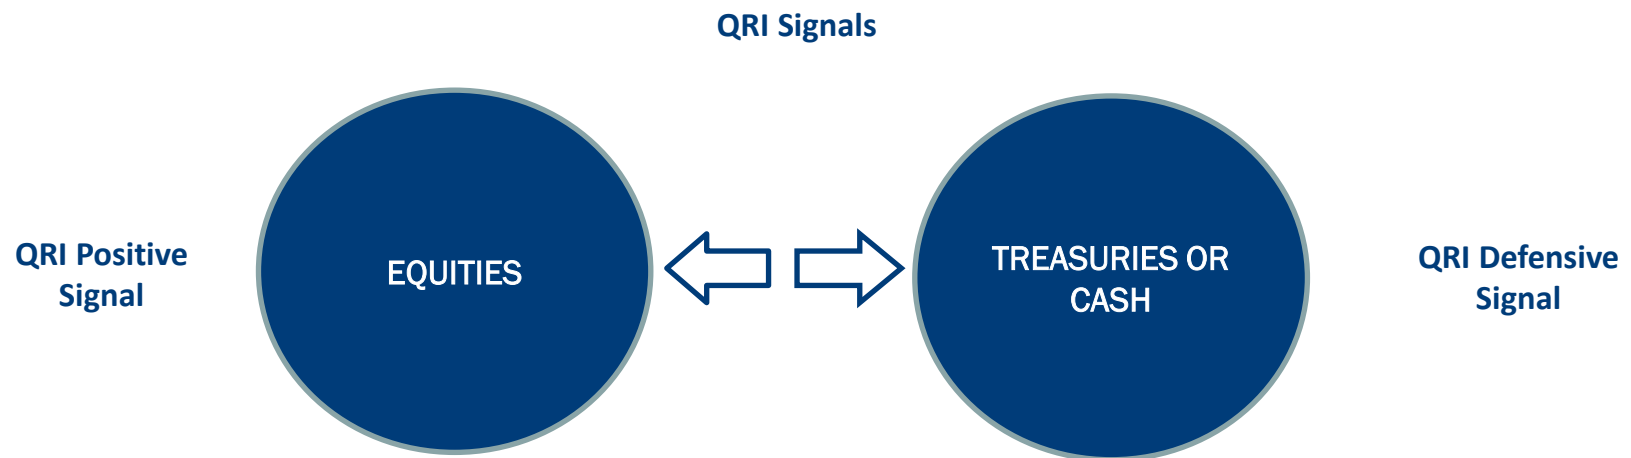 QRI Signals
QRI Positive
Signal
EQUITIES
TREASURIES OR
CASH
QRI Defensive
Signal